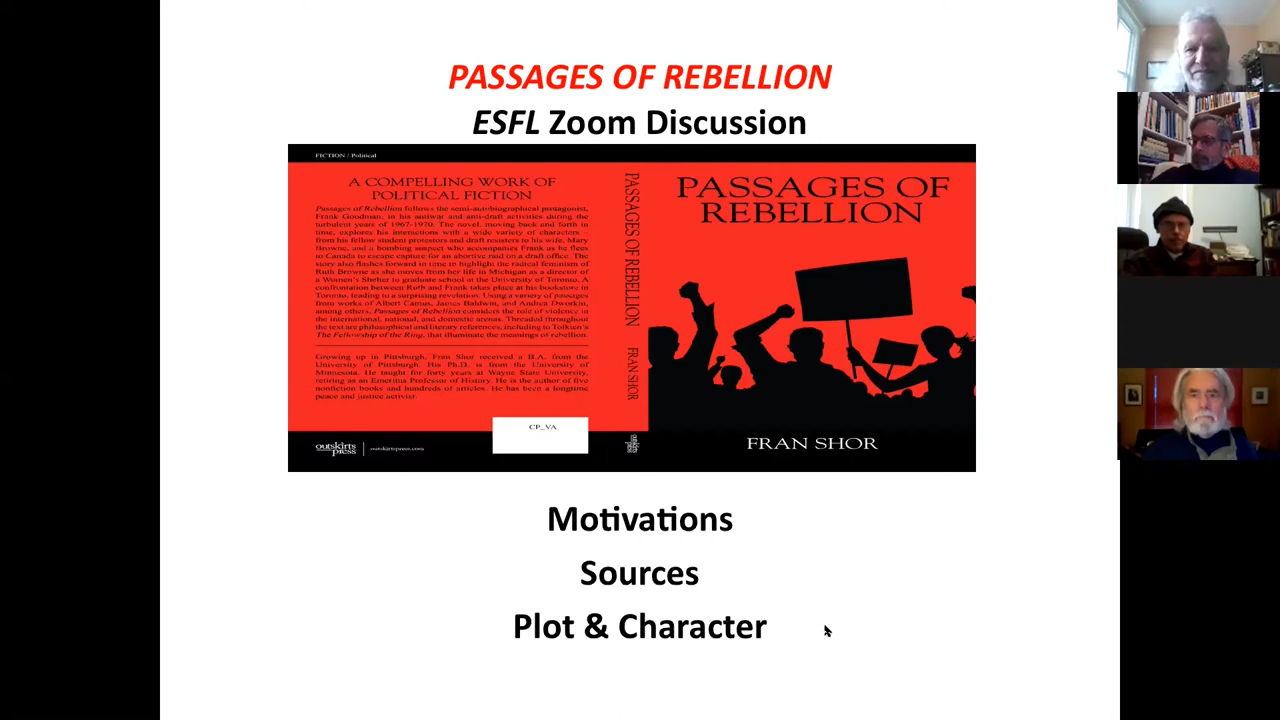 PASSAGES OF REBELLION
ESFL Zoom Discussion
FICTION / Political
A COMPELLING WORK OF
POLITICAL FICTION
Passages of Rebellion follows the semi-autobiographical protagonist,
Frank Goodman, in his antiwar and anti-draft activities during the
turbulent years of 1967-1970. The novel, moving back and forth in
time, explores his interactions with a wide variety of characters –
from his fellow student protestors and draft resisters to his wife, Mary
Browne, and a bombing suspect who accompanies Frank as he flees
to Canada to escape capture for an abortive raid on a draft office. The
story also flashes forward in time to highlight the radical feminism of
Ruth Browne as she moves from her life in Michigan as a director of
a Women's Shelter to graduate school at the University of Toronto. A
confrontation between Ruth and Frank takes place at his bookstore in
Toronto, leading to a surprising revelation. Using a variety of passages
from works of Albert Camus, James Baldwin, and Andrea Dworkin,
among others, Passages of Rebellion considers the role of violence in
the international, national, and domestic arenas. Threaded throughout
the text are philosophical and literary references, including to Tolkien's
The Fellowship of the Ring, that illuminate the meanings of rebellion.
Growing up in Pittsburgh, Fran Shor received a B.A. from the
University of Pittsburgh. His Ph.D. is from the University of
Minnesota. He taught for forty years at Wayne State University,
retiring as an Emeritus Professor of History. He is the author of five
nonfiction books and hundreds of articles. He has been a longtime
peace and justice activist.
CP_VA
outskirts
press
outskirtspress.com
PASSAGES OF REBELLION
FRAN SHOR
outskirts
press
PASSAGES OF
REBELLION
FRAN SHOR
Motivations
Sources
Plot & Character